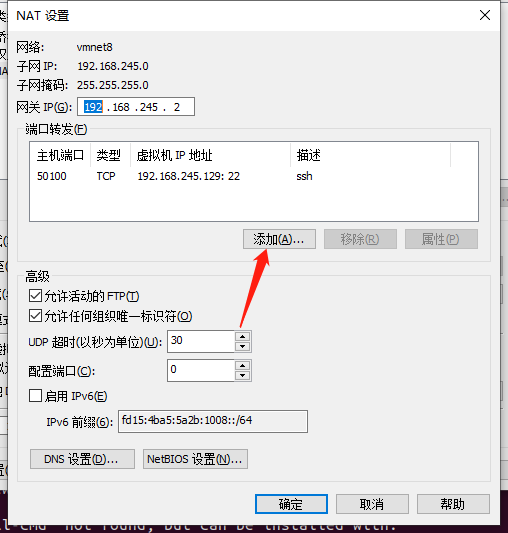 NAT 设置
网络: vmnet8
子网 IP: 192.168.245.0
子网掩码: 255.255.255.0
网关 IP(G): 192 . 168 . 245 . 2
端口转发(F)
主机端口 类型 虚拟机 IP 地址 描述
50100 TCP 192.168.245.129: 22 ssh
添加(A)... 移除(R) 属性(P)
高级
允许活动的 FTP(T)
允许任何组织唯一标识符(O)
UDP 超时(以秒为单位)(U): 30
配置端口(C): 0
启用 IPv6(E)
IPv6 前缀(6): fd15:4ba5:5a2b:1008::/64
DNS 设置(D)... NetBIOS 设置(N)...
确定 取消 帮助
not found, but can be installed with: